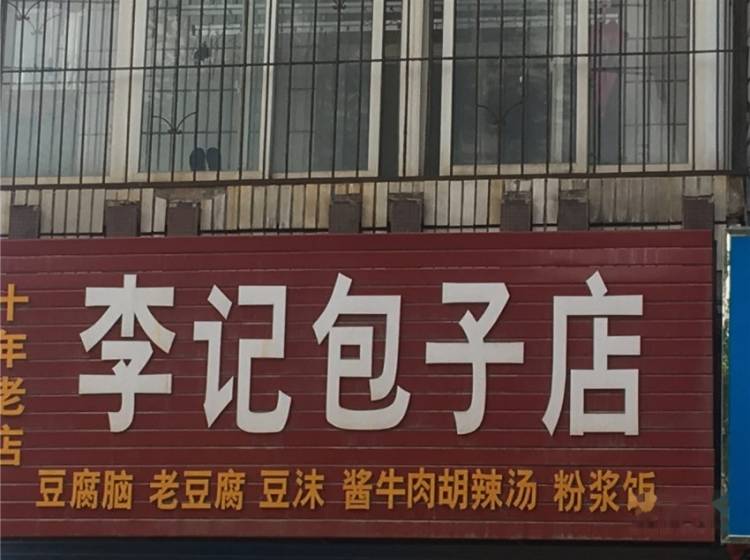 十年老店
李记包子店
豆腐脑 老豆腐 豆沫 酱牛肉胡辣汤 粉浆饭